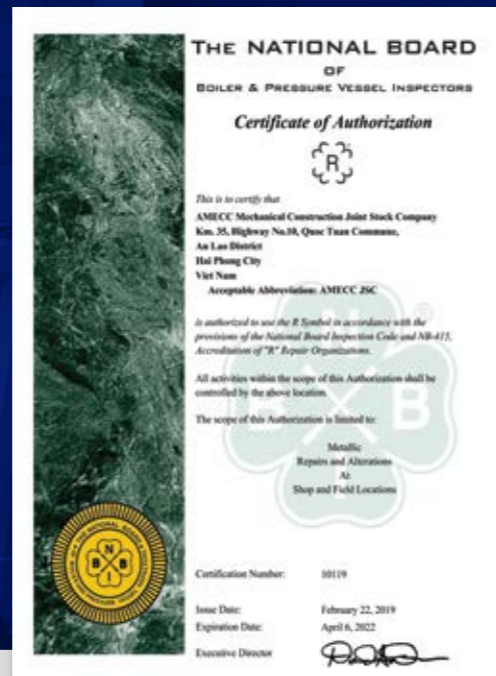 THE NATIONAL BOARD
OF
BOILER & PRESSURE VESSEL INSPECTORS
Certificate of Authorization
R
This is to certify that
AMECC Mechanical Construction Joint Stock Company
Km. 35, Highway No.10, Quoc Tuan Commune,
An Lao District
Hai Phong City
Viet Nam
Acceptable Abbreviation: AMECC JSC
is authorized to use the R Symbol in accordance with the
provisions of the National Board Inspection Code and NB-415,
Accreditation of "R" Repair Organizations.
All activities within the scope of this Authorization shall be
controlled by the above location.
The scope of this Authorization is limited to:
Metallic
Repairs and Alterations
At
Shop and Field Locations
N
B B
I
Certification Number: 10119
Issue Date: February 22, 2019
Expiration Date: April 6, 2022
Executive Director